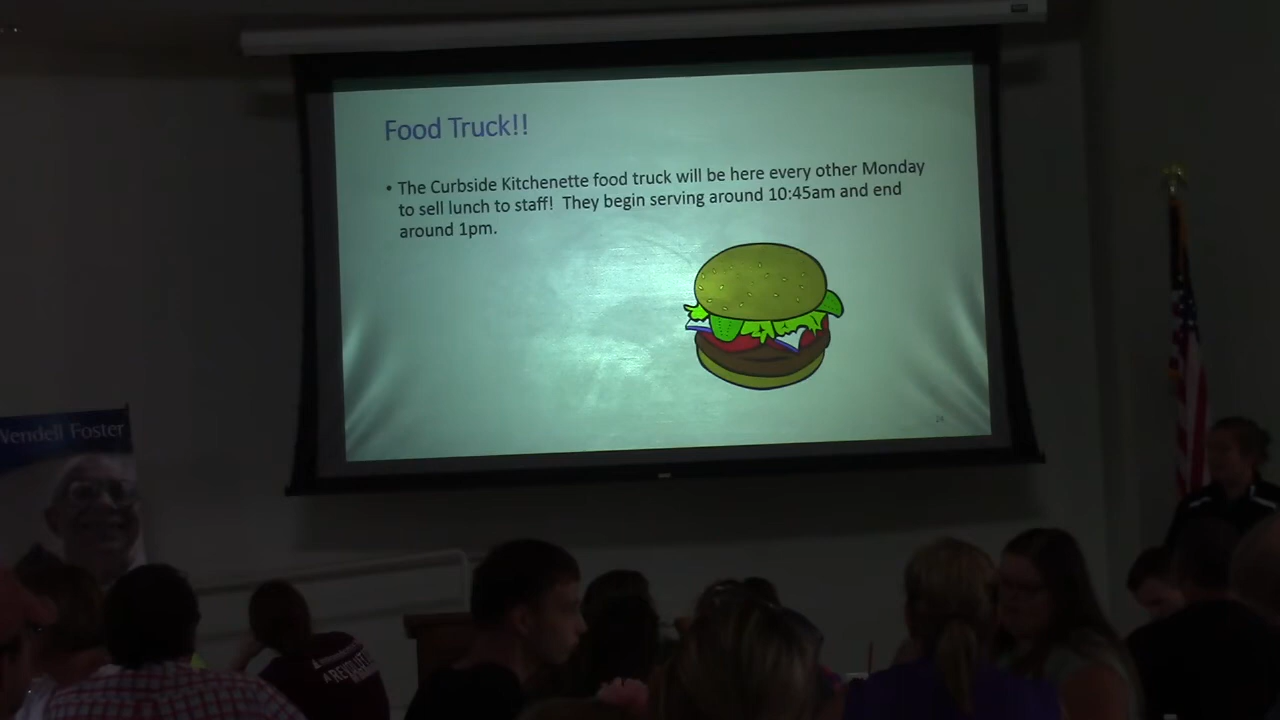 Food Truck!!
• The Curbside Kitchenette food truck will be here every other Monday
to sell lunch to staff!  They begin serving around 10:45am and end
around 1pm.
24
Wendell Foster